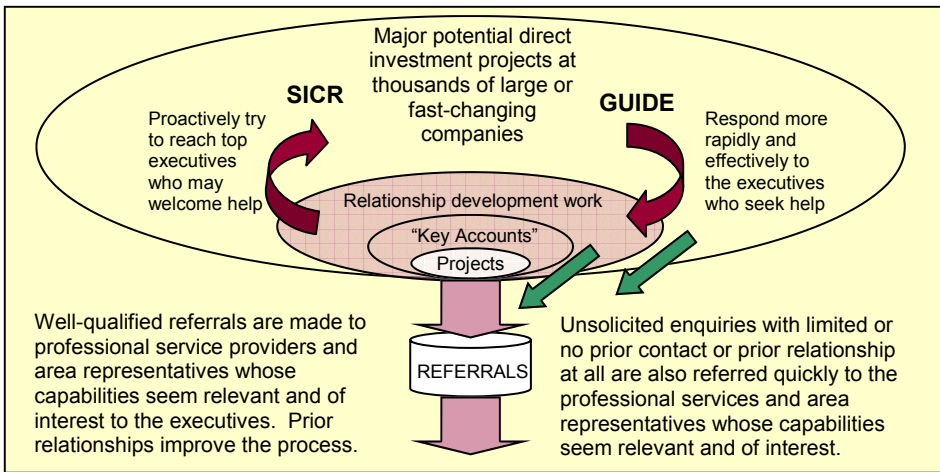 Major potential direct
investment projects at
thousands of large or
fast-changing
companies
SICR
GUIDE
Proactively try
to reach top
executives
who may
welcome help
Respond more
rapidly and
effectively to
the executives
who seek help
Relationship development work
“Key Accounts”
Projects
Well-qualified referrals are made to
professional service providers and
area representatives whose
capabilities seem relevant and of
interest to the executives.  Prior
relationships improve the process.
REFERRALS
Unsolicited enquiries with limited or
no prior contact or prior relationship
at all are also referred quickly to the
professional services and area
representatives whose capabilities
seem relevant and of interest.